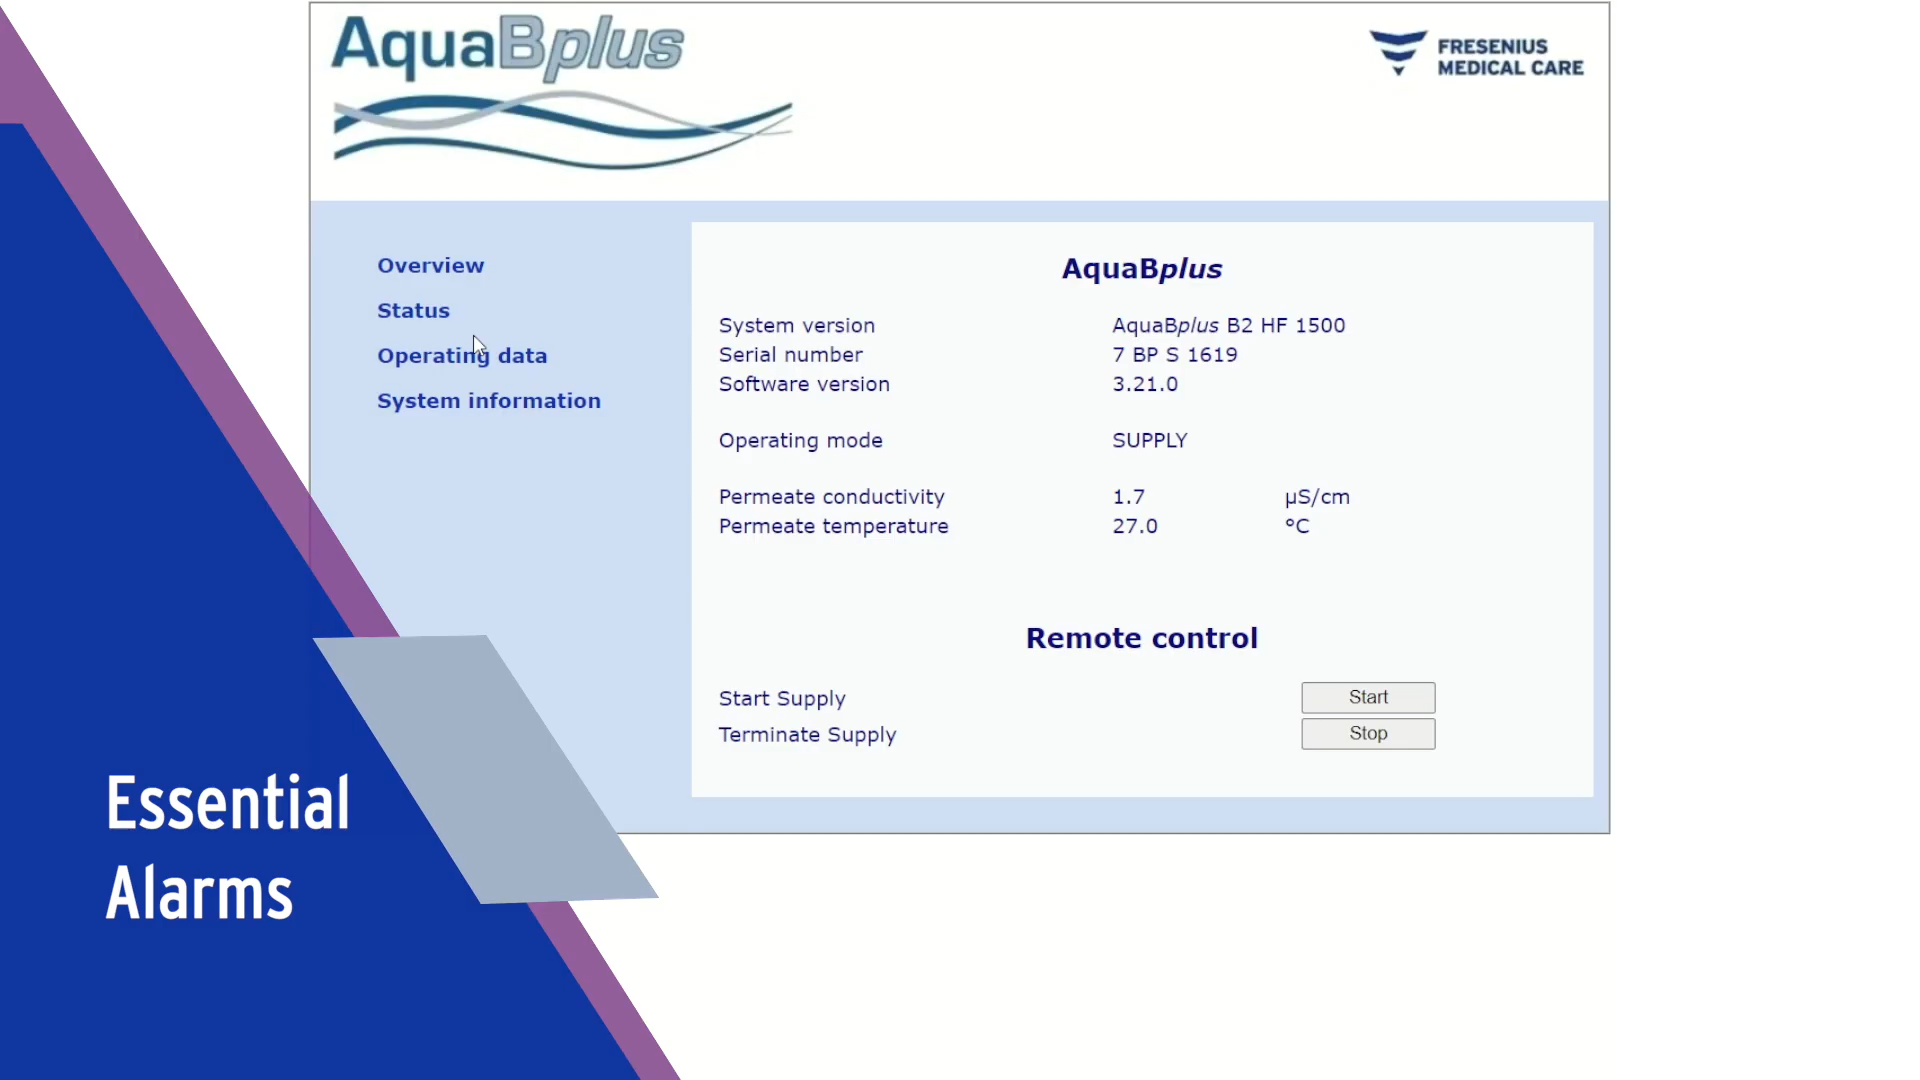 AquaBplus
FRESENIUS
MEDICAL CARE
Overview
Status
Operating data
System information
AquaBplus
System version AquaBplus B2 HF 1500
Serial number 7 BP S 1619
Software version 3.21.0
Operating mode SUPPLY
Permeate conductivity 1.7 µS/cm
Permeate temperature 27.0 °C
Remote control
Start Supply Start
Terminate Supply Stop
Essential
Alarms